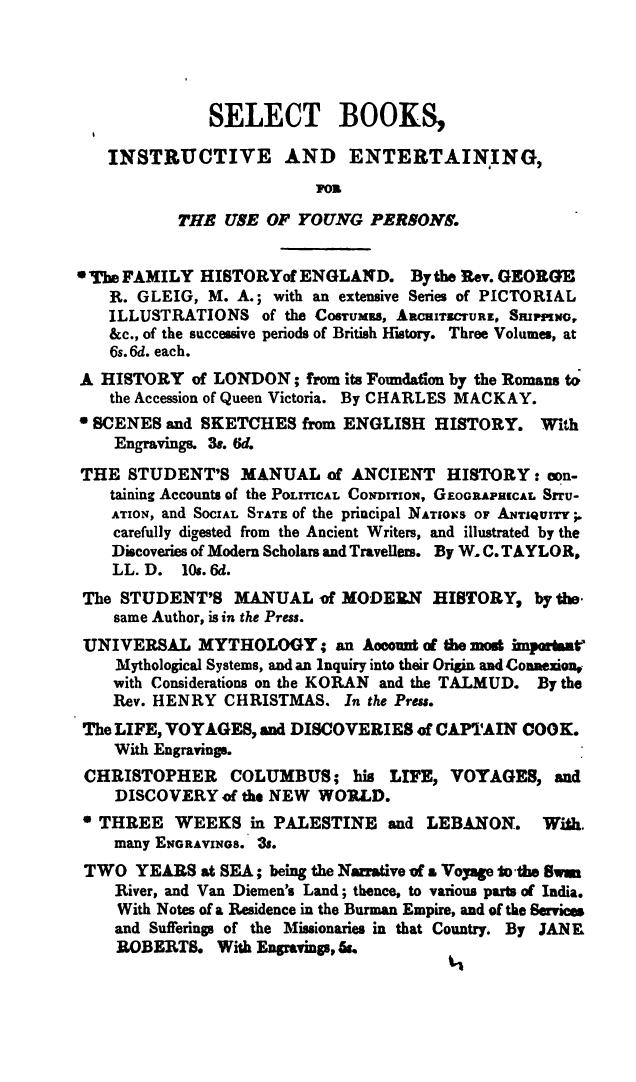 SELECT BOOKS,
INSTRUCTIVE AND ENTERTAINING,
FOR
THE USE OF YOUNG PERSONS.
* The FAMILY HISTORY of ENGLAND. By the Rev. GEORGE
R. GLEIG, M. A.; with an extensive Series of PICTORIAL
ILLUSTRATIONS of the COSTUMES, ARCHITECTURE, SHIPPING,
&c., of the successive periods of British History. Three Volumes, at
6s. 6d. each.
A HISTORY of LONDON; from its Foundation by the Romans to
the Accession of Queen Victoria. By CHARLES MACKAY.
* SCENES and SKETCHES from ENGLISH HISTORY. With
Engravings. 3s. 6d.
THE STUDENT'S MANUAL of ANCIENT HISTORY: con-
taining Accounts of the POLITICAL CONDITION, GEOGRAPHICAL SITU-
ATION, and SOCIAL STATE of the principal NATIONS OF ANTIQUITY;
carefully digested from the Ancient Writers, and illustrated by the
Discoveries of Modern Scholars and Travellers. By W. C. TAYLOR,
LL. D. 10s. 6d.
The STUDENT'S MANUAL of MODERN HISTORY, by the
same Author, is in the Press.
UNIVERSAL MYTHOLOGY; an Account of the most important
Mythological Systems, and an Inquiry into their Origin and Connexion,
with Considerations on the KORAN and the TALMUD. By the
Rev. HENRY CHRISTMAS. In the Press.
The LIFE, VOYAGES, and DISCOVERIES of CAPTAIN COOK.
With Engravings.
CHRISTOPHER COLUMBUS; his LIFE, VOYAGES, and
DISCOVERY of the NEW WORLD.
* THREE WEEKS in PALESTINE and LEBANON. With
many ENGRAVINGS. 3s.
TWO YEARS at SEA; being the Narrative of a Voyage to the Swan
River, and Van Diemen's Land; thence, to various parts of India.
With Notes of a Residence in the Burman Empire, and of the Services
and Sufferings of the Missionaries in that Country. By JANE
ROBERTS. With Engravings, 5s.